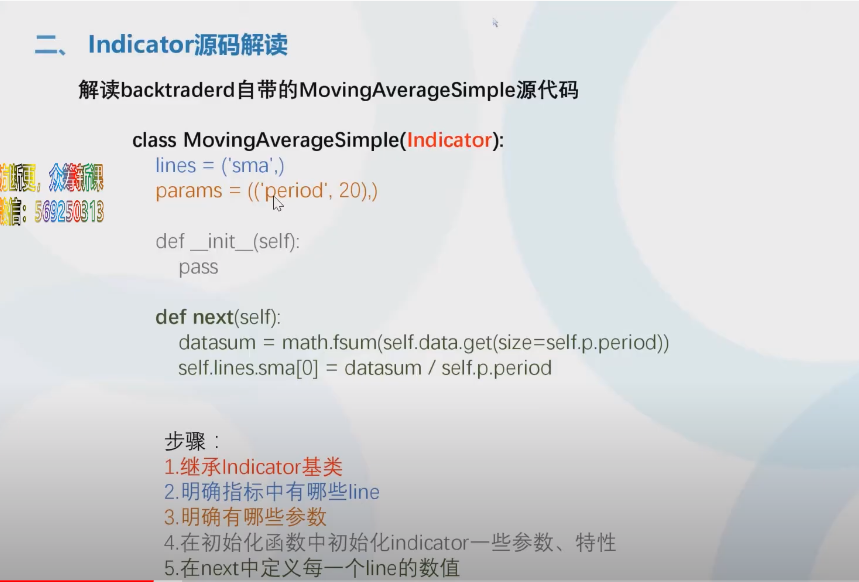 二、 Indicator源码解读
解读backtraderd自带的MovingAverageSimple源代码
class MovingAverageSimple(Indicator):
lines = ('sma',)
params = (('period', 20),)
断更，众筹新课
微信：569250313
def __init__(self):
pass
def next(self):
datasum = math.fsum(self.data.get(size=self.p.period))
self.lines.sma[0] = datasum / self.p.period
步骤：
1.继承Indicator基类
2.明确指标中有哪些line
3.明确有哪些参数
4.在初始化函数中初始化indicator一些参数、特性
5.在next中定义每一个line的数值